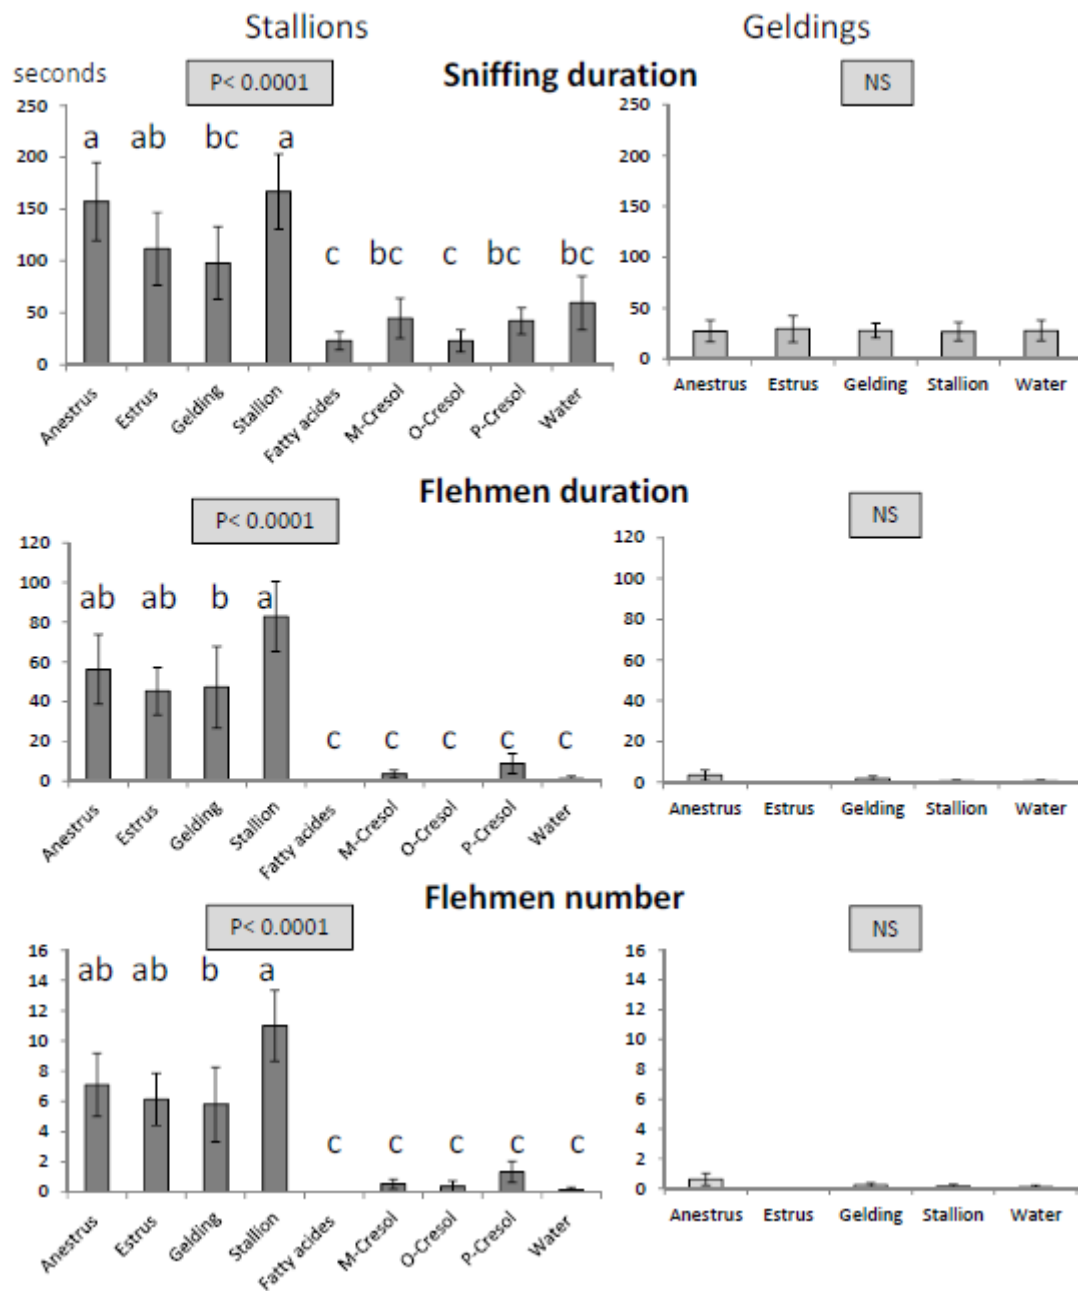 Stallions
Geldings
seconds
P< 0.0001
Sniffing duration
NS
250
200
150
100
50
0
a ab bc a c bc c bc bc
Anestrus Estrus Gelding Stallion Fatty acides M-Cresol O-Cresol P-Cresol Water
250
200
150
100
50
0
Anestrus Estrus Gelding Stallion Water
Flehmen duration
P< 0.0001
NS
120
100
80
60
40
20
0
ab ab b a c c c c c
Anestrus Estrus Gelding Stallion Fatty acides M-Cresol O-Cresol P-Cresol Water
120
100
80
60
40
20
0
Anestrus Estrus Gelding Stallion Water
Flehmen number
P< 0.0001
NS
16
14
12
10
8
6
4
2
0
ab ab b a c c c c c
Anestrus Estrus Gelding Stallion Fatty acides M-Cresol O-Cresol P-Cresol Water
16
14
12
10
8
6
4
2
0
Anestrus Estrus Gelding Stallion Water